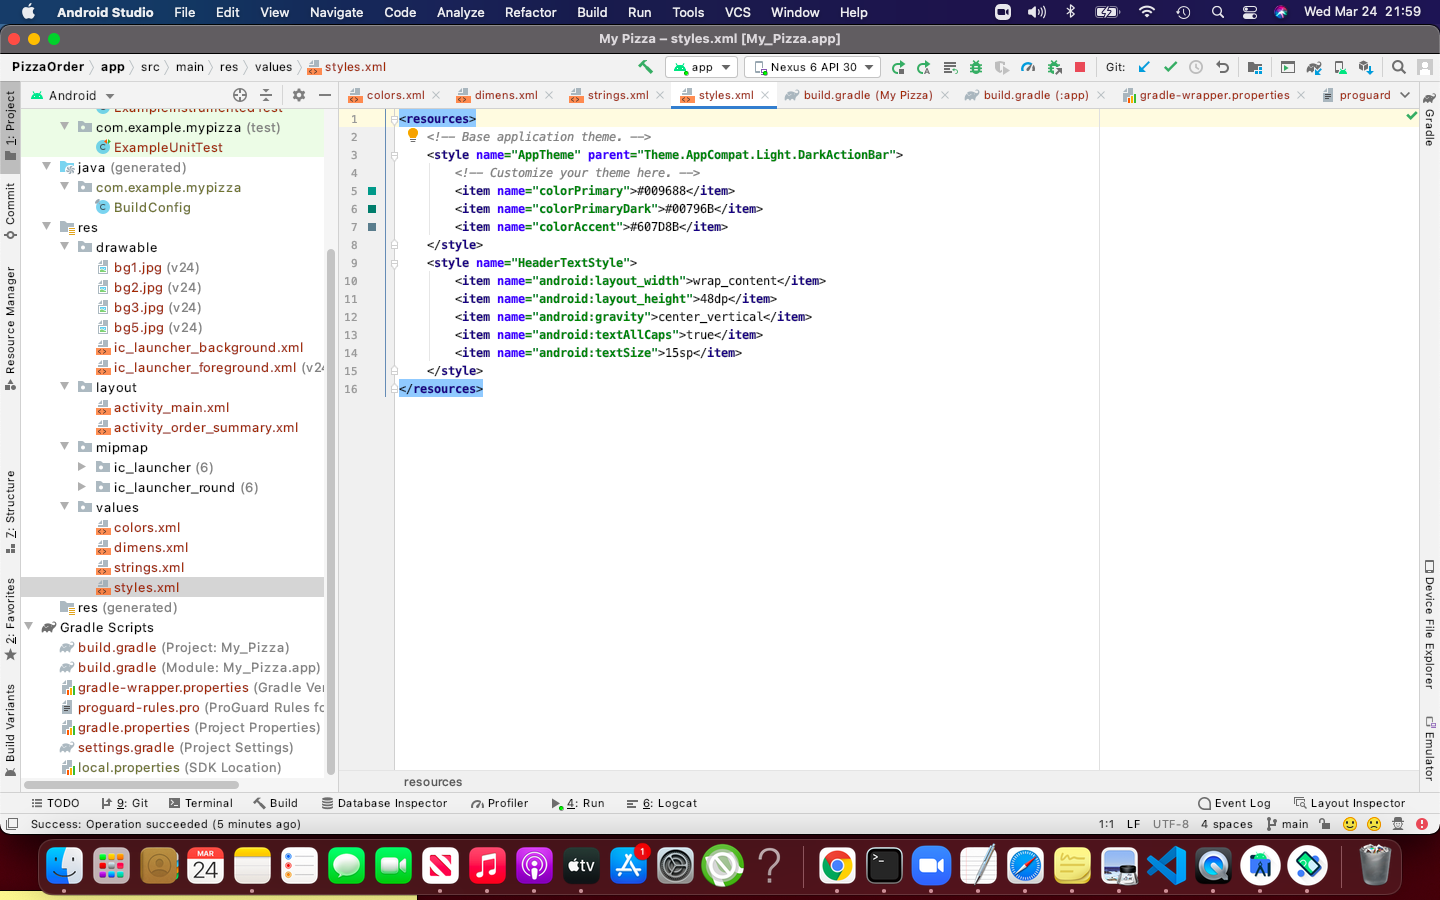 Android Studio File Edit View Navigate Code Analyze Refactor Build Run Tools VCS Window Help Wed Mar 24 21:59
My Pizza – styles.xml [My_Pizza.app]
PizzaOrder app src main res values styles.xml app Nexus 6 API 30 Git:
Android colors.xml dimens.xml strings.xml styles.xml build.gradle (My Pizza) build.gradle (:app) gradle-wrapper.properties proguard
1: Project
Commit
Resource Manager
Z: Structure
2: Favorites
Build Variants
ExampleInstrumentedTest
com.example.mypizza (test)
ExampleUnitTest
java (generated)
com.example.mypizza
BuildConfig
res
drawable
bg1.jpg (v24)
bg2.jpg (v24)
bg3.jpg (v24)
bg5.jpg (v24)
ic_launcher_background.xml
ic_launcher_foreground.xml (v24
layout
activity_main.xml
activity_order_summary.xml
mipmap
ic_launcher (6)
ic_launcher_round (6)
values
colors.xml
dimens.xml
strings.xml
styles.xml
res (generated)
Gradle Scripts
build.gradle (Project: My_Pizza)
build.gradle (Module: My_Pizza.app)
gradle-wrapper.properties (Gradle Ver
proguard-rules.pro (ProGuard Rules fo
gradle.properties (Project Properties)
settings.gradle (Project Settings)
local.properties (SDK Location)
1 <resources>
2 <!-- Base application theme. -->
3 <style name="AppTheme" parent="Theme.AppCompat.Light.DarkActionBar">
4 <!-- Customize your theme here. -->
5 <item name="colorPrimary">#009688</item>
6 <item name="colorPrimaryDark">#00796B</item>
7 <item name="colorAccent">#607D8B</item>
8 </style>
9 <style name="HeaderTextStyle">
10 <item name="android:layout_width">wrap_content</item>
11 <item name="android:layout_height">48dp</item>
12 <item name="android:gravity">center_vertical</item>
13 <item name="android:textAllCaps">true</item>
14 <item name="android:textSize">15sp</item>
15 </style>
16 </resources>
Gradle
Device File Explorer
Emulator
resources
TODO 9: Git Terminal Build Database Inspector Profiler 4: Run 6: Logcat Event Log Layout Inspector
Success: Operation succeeded (5 minutes ago) 1:1 LF UTF-8 4 spaces main
MAR
24
tv
1